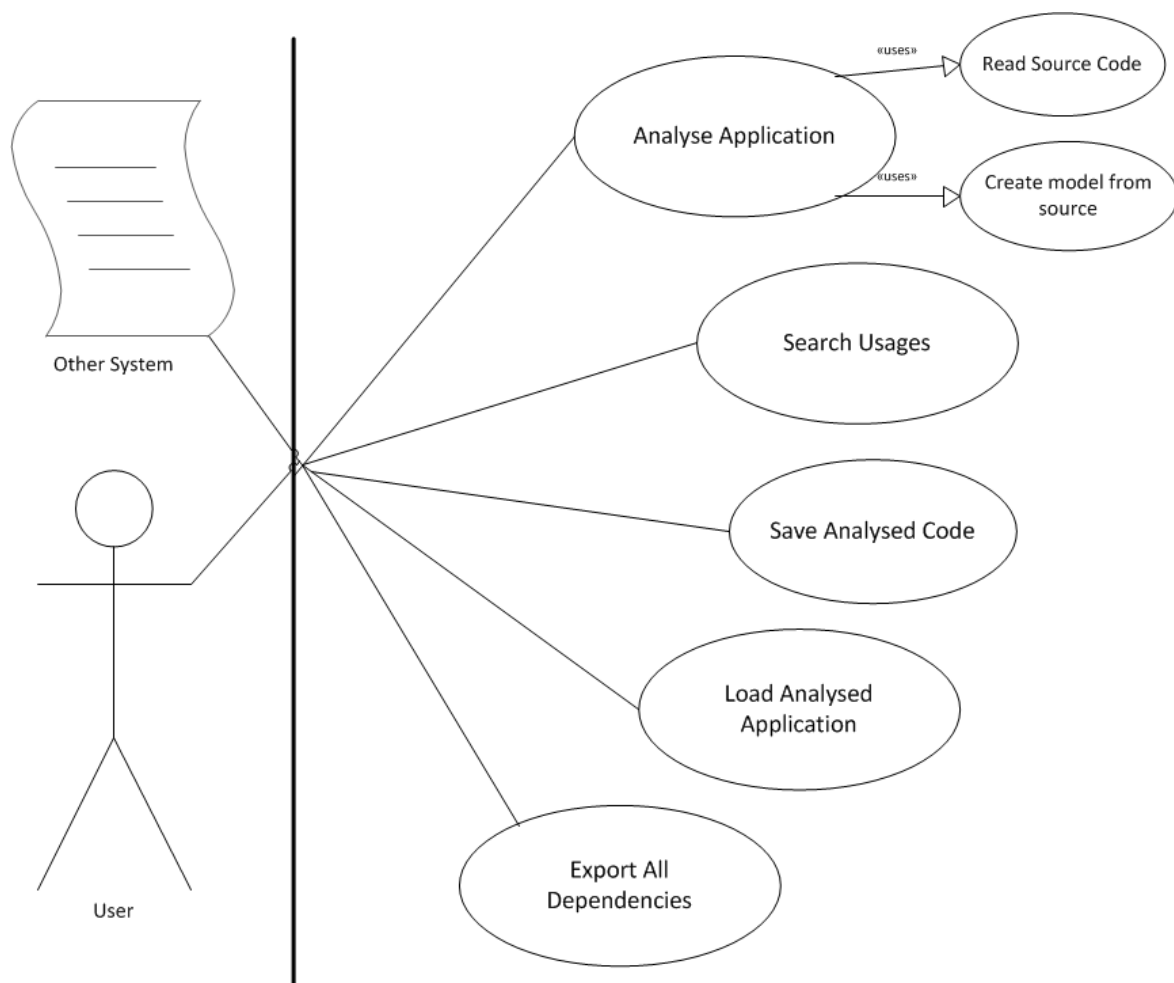 «uses»
Read Source Code
Analyse Application
«uses»
Create model from
source
Search Usages
Other System
Save Analysed Code
Load Analysed
Application
Export All
Dependencies
User